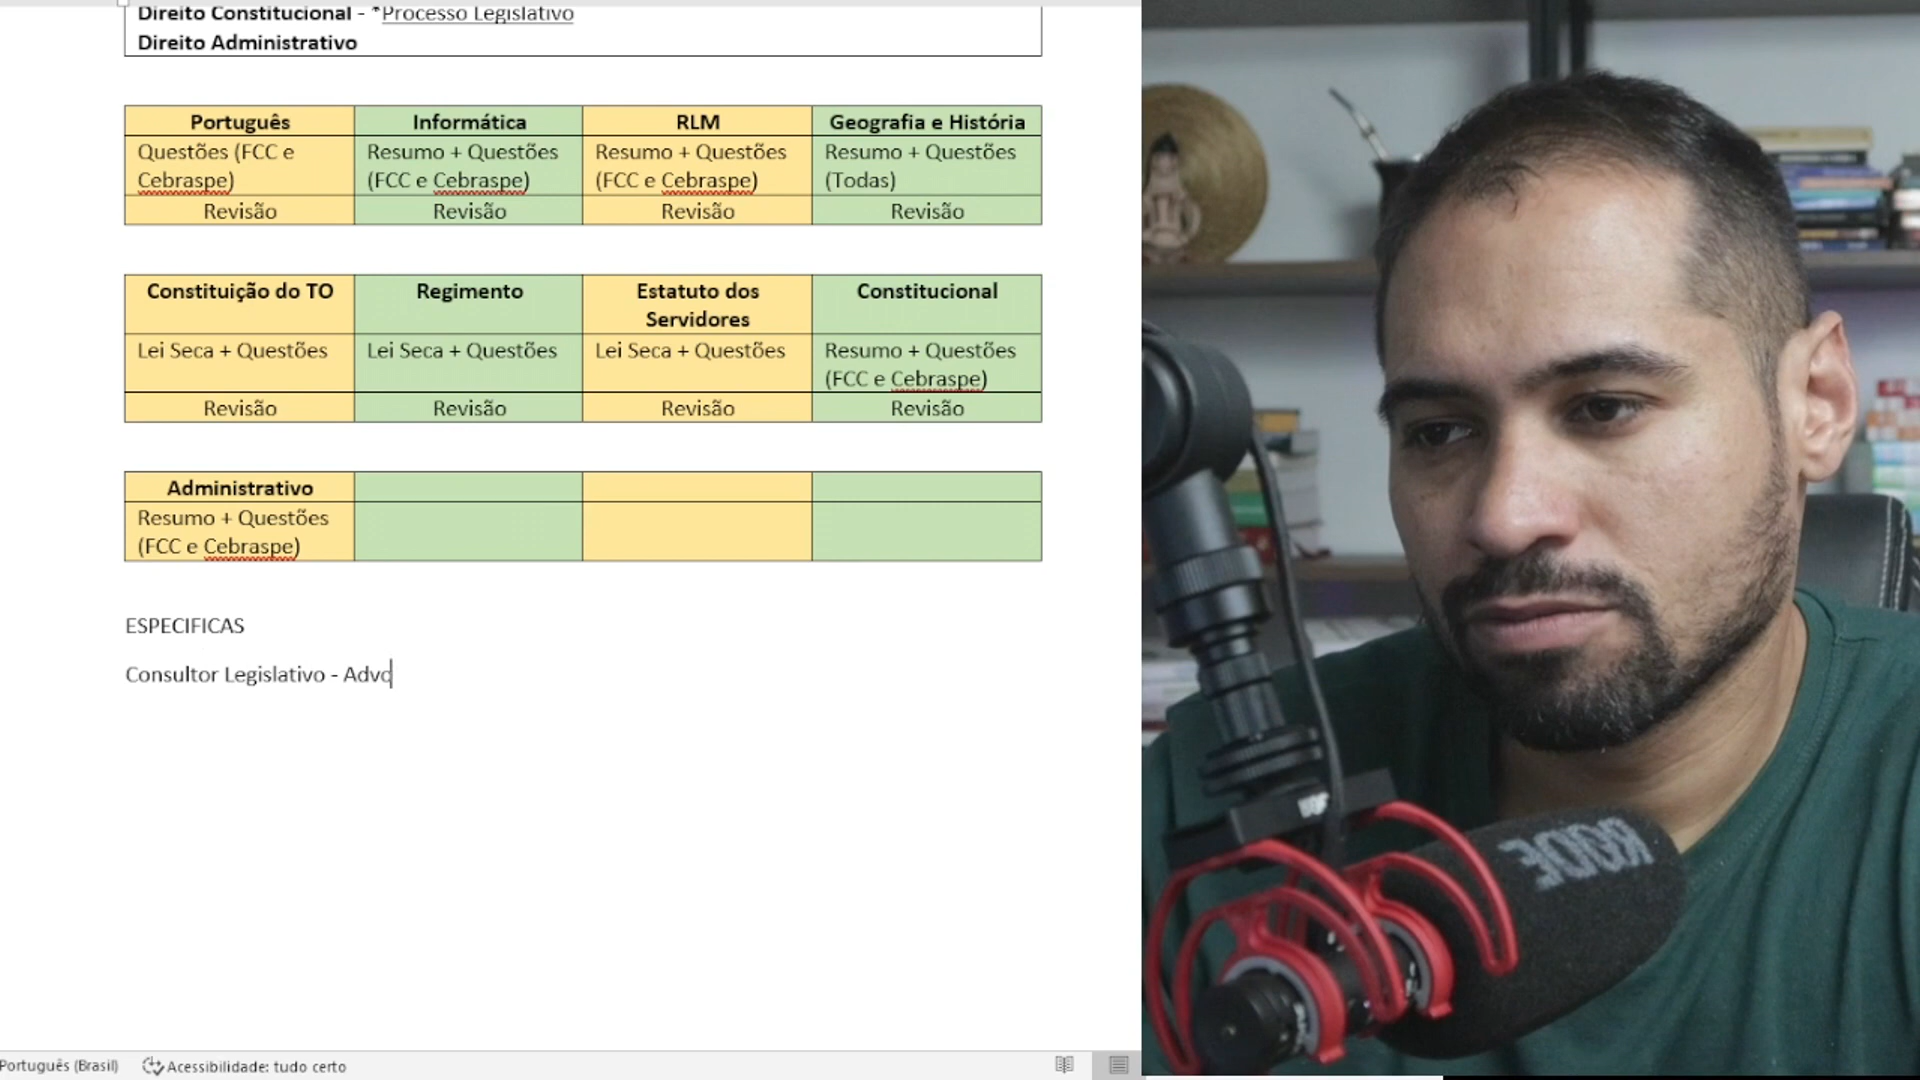 Direito Constitucional - *Processo Legislativo
Direito Administrativo
Português
Informática
RLM
Geografia e História
Questões (FCC e
Cebraspe)
Resumo + Questões
(FCC e Cebraspe)
Resumo + Questões
(FCC e Cebraspe)
Resumo + Questões
(Todas)
Revisão
Revisão
Revisão
Revisão
Constituição do TO
Regimento
Estatuto dos
Servidores
Constitucional
Lei Seca + Questões
Lei Seca + Questões
Lei Seca + Questões
Resumo + Questões
(FCC e Cebraspe)
Revisão
Revisão
Revisão
Revisão
Administrativo
Resumo + Questões
(FCC e Cebraspe)
ESPECIFICAS
Consultor Legislativo - Advo
Português (Brasil)
Acessibilidade: tudo certo
RODE